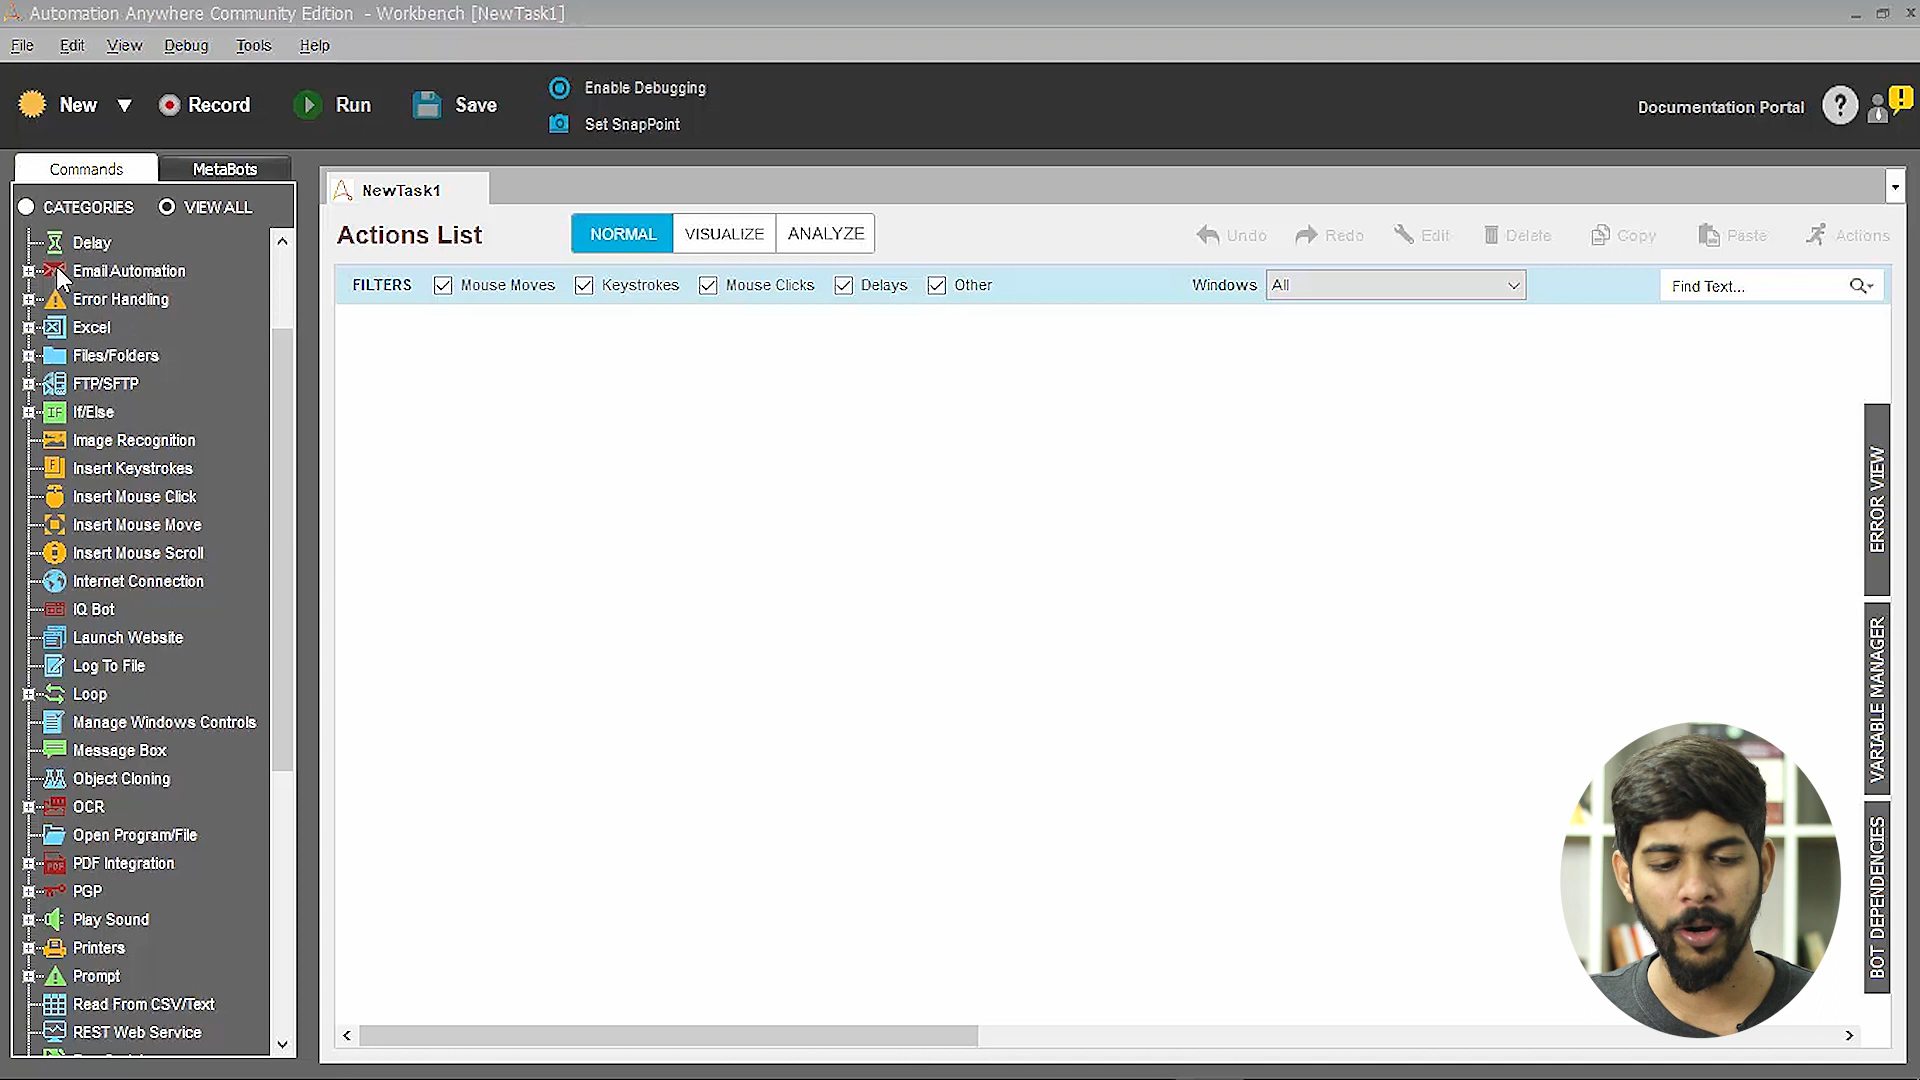 Automation Anywhere Community Edition - Workbench [NewTask1]
File Edit View Debug Tools Help
New Record Run Save
Enable Debugging
Set SnapPoint
Documentation Portal
Commands MetaBots
CATEGORIES VIEW ALL
Delay
Email Automation
Error Handling
Excel
Files/Folders
FTP/SFTP
IF If/Else
Image Recognition
Insert Keystrokes
Insert Mouse Click
Insert Mouse Move
Insert Mouse Scroll
Internet Connection
IQ Bot
Launch Website
Log To File
Loop
Manage Windows Controls
Message Box
Object Cloning
OCR
Open Program/File
PDF PDF Integration
PGP
Play Sound
Printers
Prompt
Read From CSV/Text
REST Web Service
NewTask1
Actions List
NORMAL VISUALIZE ANALYZE
Undo Redo Edit Delete Copy Paste Actions
FILTERS Mouse Moves Keystrokes Mouse Clicks Delays Other
Windows All Find Text...
ERROR VIEW
VARIABLE MANAGER
BOT DEPENDENCIES